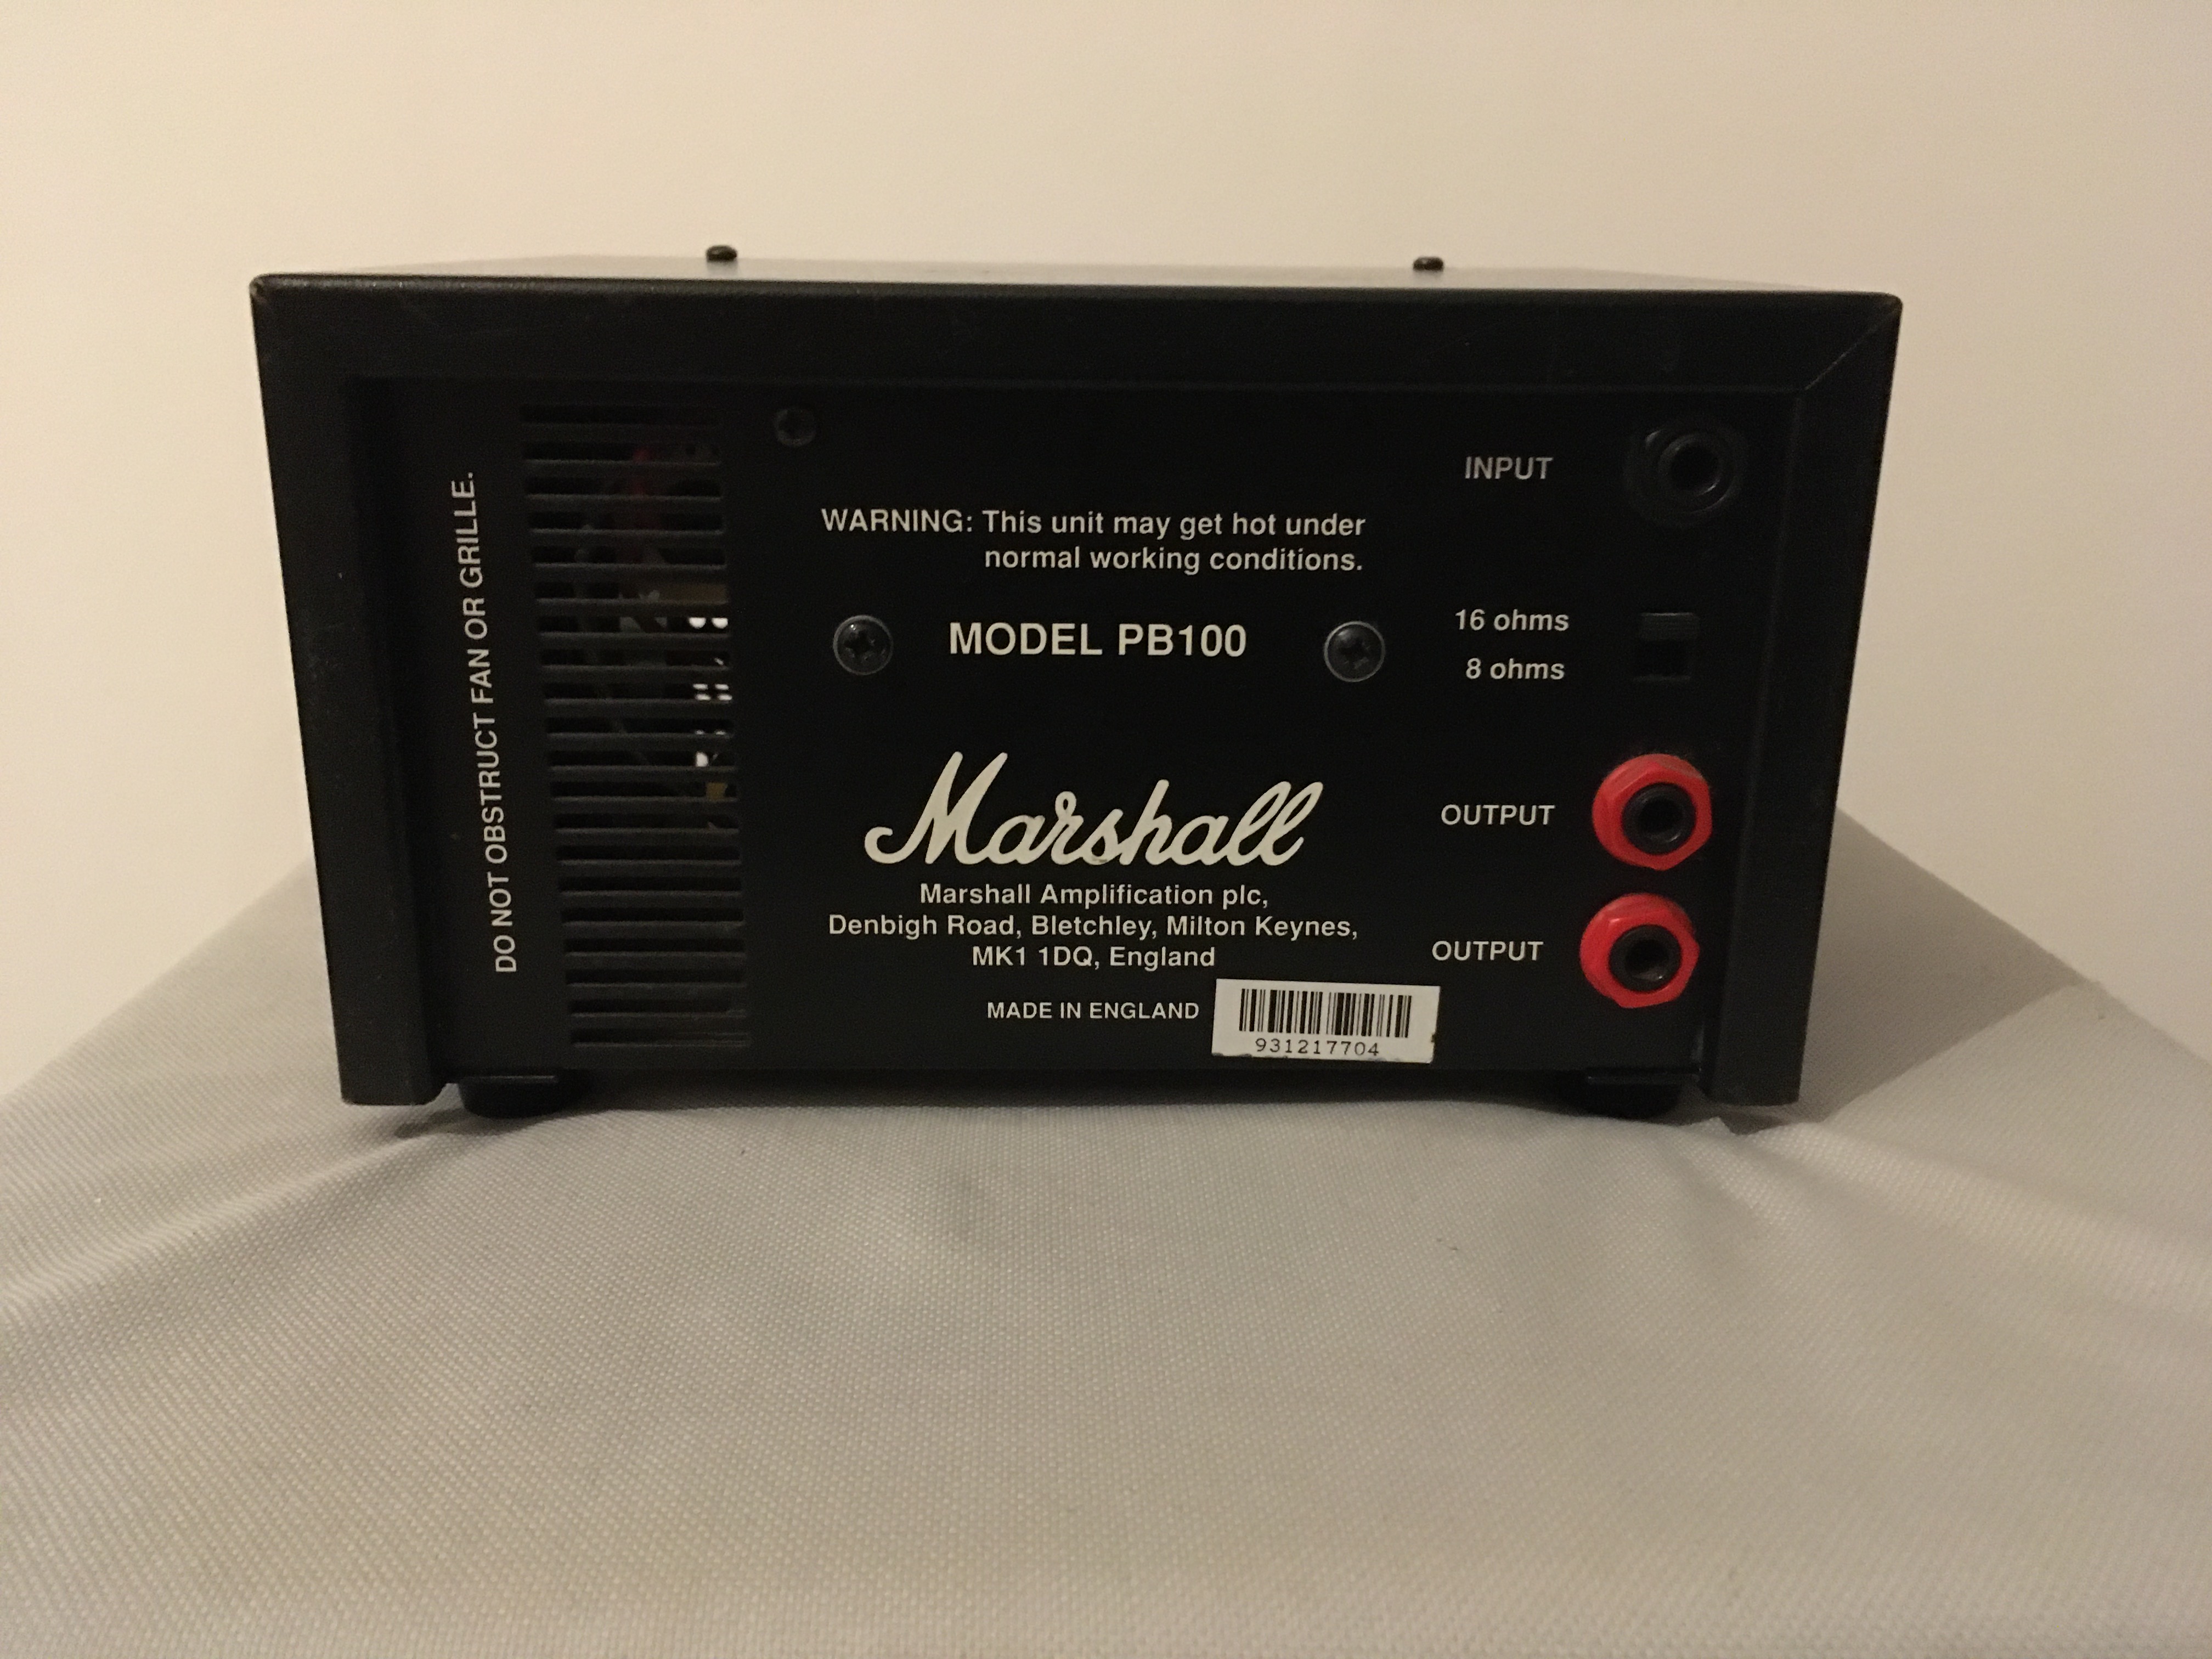 DO NOT OBSTRUCT FAN OR GRILLE.
INPUT
WARNING: This unit may get hot under
normal working conditions.
MODEL PB100
16 ohms
8 ohms
Marshall
OUTPUT
Marshall Amplification plc,
Denbigh Road, Bletchley, Milton Keynes,
MK1 1DQ, England
OUTPUT
MADE IN ENGLAND
931217704